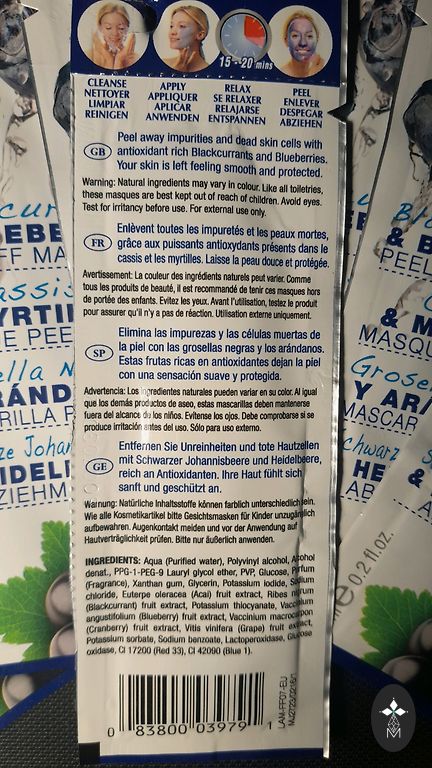 15 - 20 mins
CLEANSE
NETTOYER
LIMPIAR
REINIGEN
APPLY
APPLIQUER
APLICAR
ANWENDEN
RELAX
SE RELAXER
RELAJARSE
ENTSPANNEN
PEEL
ENLEVER
DESPEGAR
ABZIEHEN
GB
Peel away impurities and dead skin cells with
antioxidant rich Blackcurrants and Blueberries.
Your skin is left feeling smooth and protected.
Warning: Natural ingredients may vary in colour. Like all toiletries,
these masques are best kept out of reach of children. Avoid eyes.
Test for irritancy before use. For external use only.
FR
Enlèvent toutes les impuretés et les peaux mortes,
grâce aux puissants antioxydants présents dans le
cassis et les myrtilles. Laisse la peau douce et protégée.
Avertissement: La couleur des ingrédients naturels peut varier. Comme
tous les produits de beauté, il est recommandé de tenir ces masques hors
de portée des enfants. Evitez les yeux. Avant l'utilisation, testez le produit
pour assurer qu'il n'y a pas de réaction. Utilisation externe uniquement.
SP
Elimina las impurezas y las células muertas de
la piel con las grosellas negras y los arándanos.
Estas frutas ricas en antioxidantes dejan la piel
con una sensación suave y protegida.
Advertencia: Los ingredientes naturales pueden variar en su color. Al igual
que los demás productos de aseo, estas mascarillas deben mantenerse
fuera del alcance de los niños. Evítense los ojos. Debe comprobarse si se
produce irritación antes del uso. Sólo para uso externo.
GE
Entfernen Sie Unreinheiten und tote Hautzellen
mit Schwarzer Johannisbeere und Heidelbeere,
reich an Antioxidanten. Ihre Haut fühlt sich
sanft und geschützt an.
Warnung: Natürliche Inhaltsstoffe können farblich unterschiedlich sein.
Wie alle Kosmetikartikel bitte Gesichtsmasken für Kinder unzugänglich
aufbewahren. Augenkontakt meiden und vor der Anwendung auf
Hautverträglichkeit prüfen. Bitte nur äußerlich anwenden.
INGREDIENTS: Aqua (Purified water), Polyvinyl alcohol, Alcohol
denat., PPG-1-PEG-9 Lauryl glycol ether, PVP, Glucose, Parfum
(Fragrance), Xanthan gum, Glycerin, Potassium iodide, Sodium
chloride, Euterpe oleracea (Acai) fruit extract, Ribes nigrum
(Blackcurrant) fruit extract, Potassium thiocyanate, Vaccinium
angustifolium (Blueberry) fruit extract, Vaccinium macrocarpon
(Cranberry) fruit extract, Vitis vinifera (Grape) fruit extract,
Potassium sorbate, Sodium benzoate, Lactoperoxidase, Glucose
oxidase, CI 17200 (Red 33), CI 42090 (Blue 1).
0 83800 03979 1
LAM-FF07-EU
0.2 fl.oz.
M